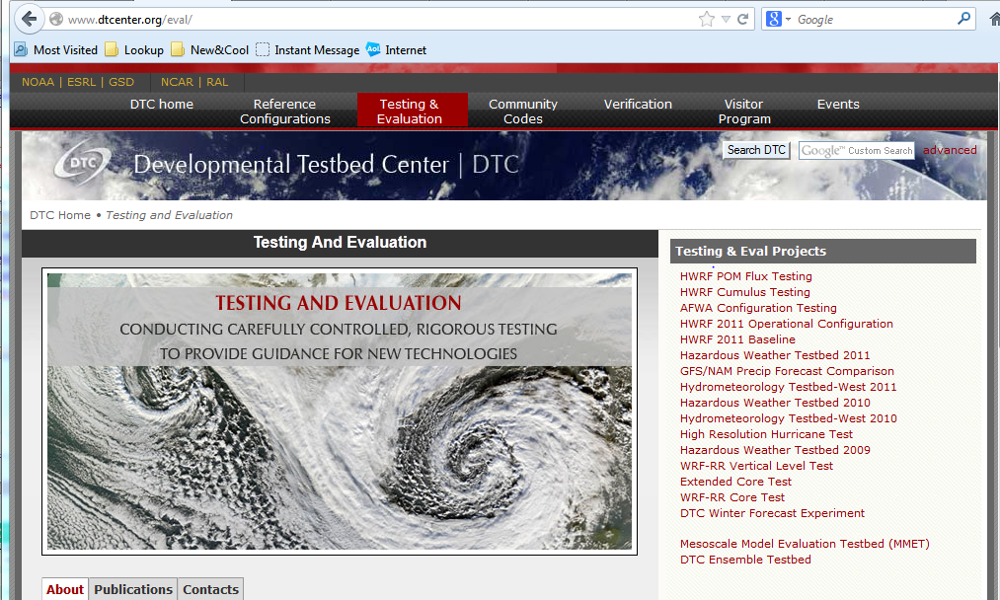 www.dtcenter.org/eval/
Google
Most Visited Lookup New&Cool Instant Message Aol Internet
NOAA | ESRL | GSD NCAR | RAL
DTC home
Reference
Configurations
Testing &
Evaluation
Community
Codes
Verification
Visitor
Program
Events
DTC
Developmental Testbed Center | DTC
Search DTC
Google™ Custom Search
advanced
DTC Home • Testing and Evaluation
Testing And Evaluation
TESTING AND EVALUATION
CONDUCTING CAREFULLY CONTROLLED, RIGOROUS TESTING
TO PROVIDE GUIDANCE FOR NEW TECHNOLOGIES
About Publications Contacts
Testing & Eval Projects
HWRF POM Flux Testing
HWRF Cumulus Testing
AFWA Configuration Testing
HWRF 2011 Operational Configuration
HWRF 2011 Baseline
Hazardous Weather Testbed 2011
GFS/NAM Precip Forecast Comparison
Hydrometeorology Testbed-West 2011
Hazardous Weather Testbed 2010
Hydrometeorology Testbed-West 2010
High Resolution Hurricane Test
Hazardous Weather Testbed 2009
WRF-RR Vertical Level Test
Extended Core Test
WRF-RR Core Test
DTC Winter Forecast Experiment
Mesoscale Model Evaluation Testbed (MMET)
DTC Ensemble Testbed